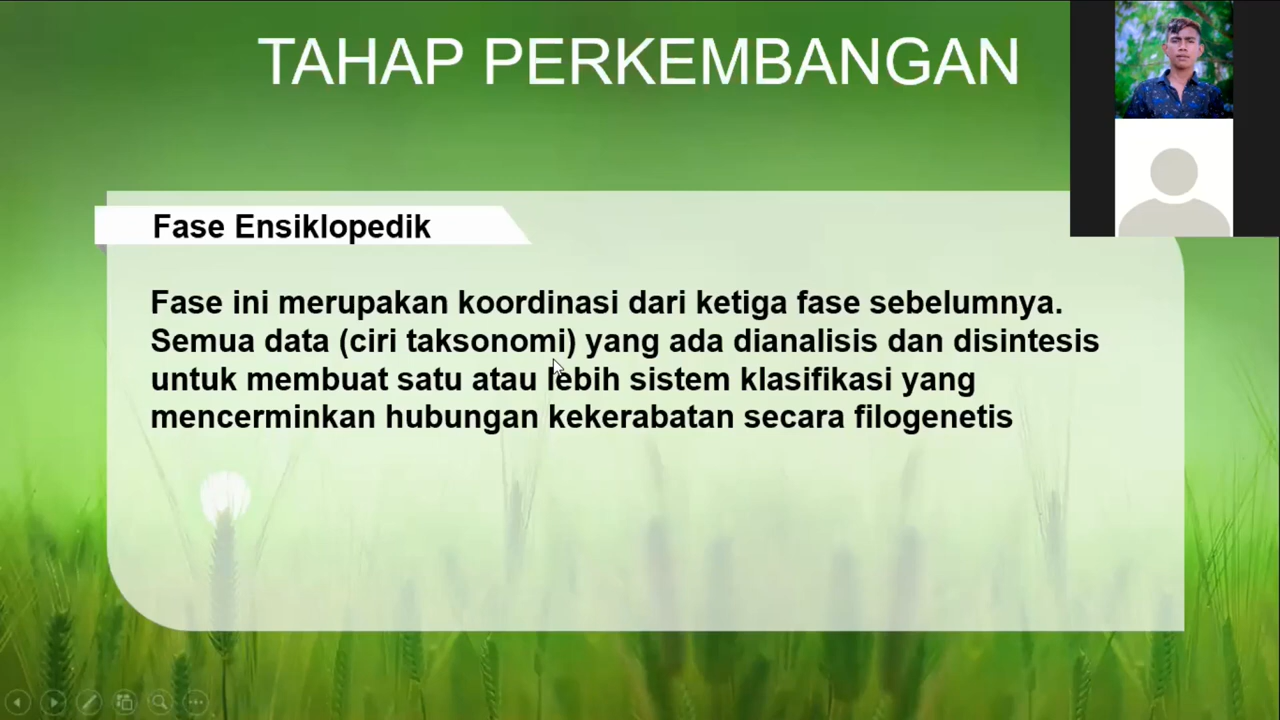 TAHAP PERKEMBANGAN
Fase Ensiklopedik
Fase ini merupakan koordinasi dari ketiga fase sebelumnya.
Semua data (ciri taksonomi) yang ada dianalisis dan disintesis
untuk membuat satu atau lebih sistem klasifikasi yang
mencerminkan hubungan kekerabatan secara filogenetis